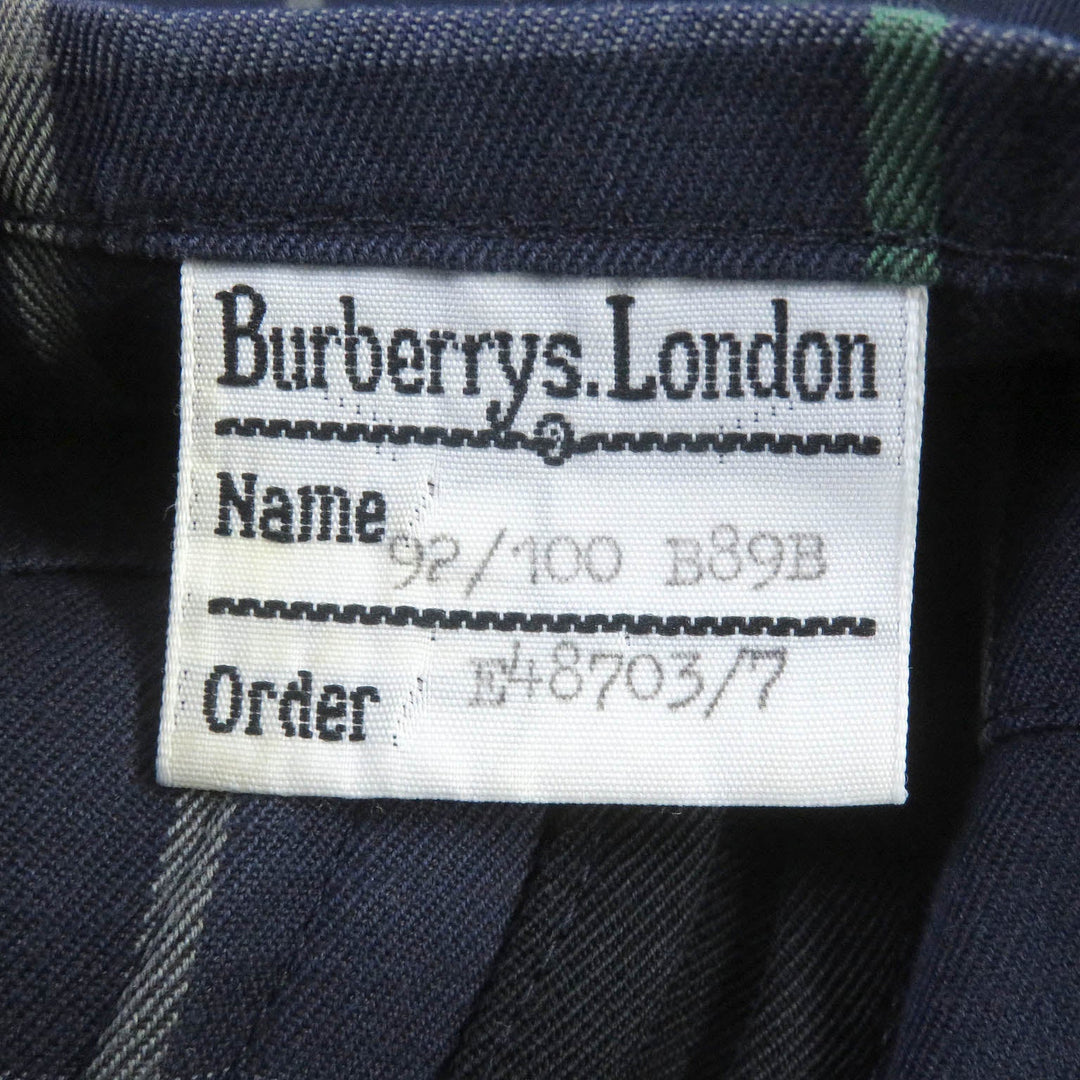 Burberrys.London
Name 92/100 B89B
Order E48703/7